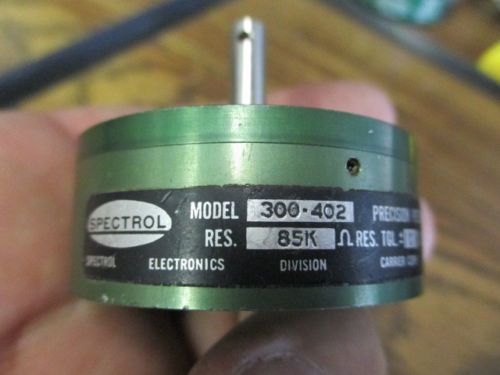 SPECTROL MODEL 300-402 PRECISION
RES. 85K Ω RES. TOL ±
SPECTROL ELECTRONICS DIVISION CARRIER CORP